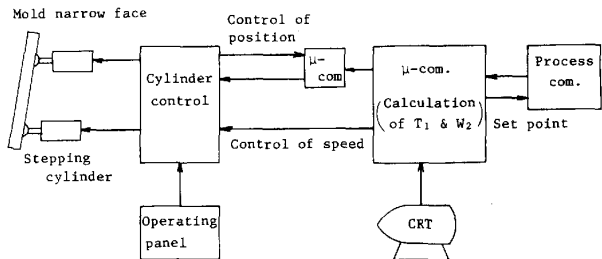 Mold narrow face
Control of
position
Cylinder
control
μ-
com
μ-com.
(Calculation
of T₁ & W₂)
Process
com.
Set point
Control of speed
Stepping
cylinder
Operating
panel
CRT